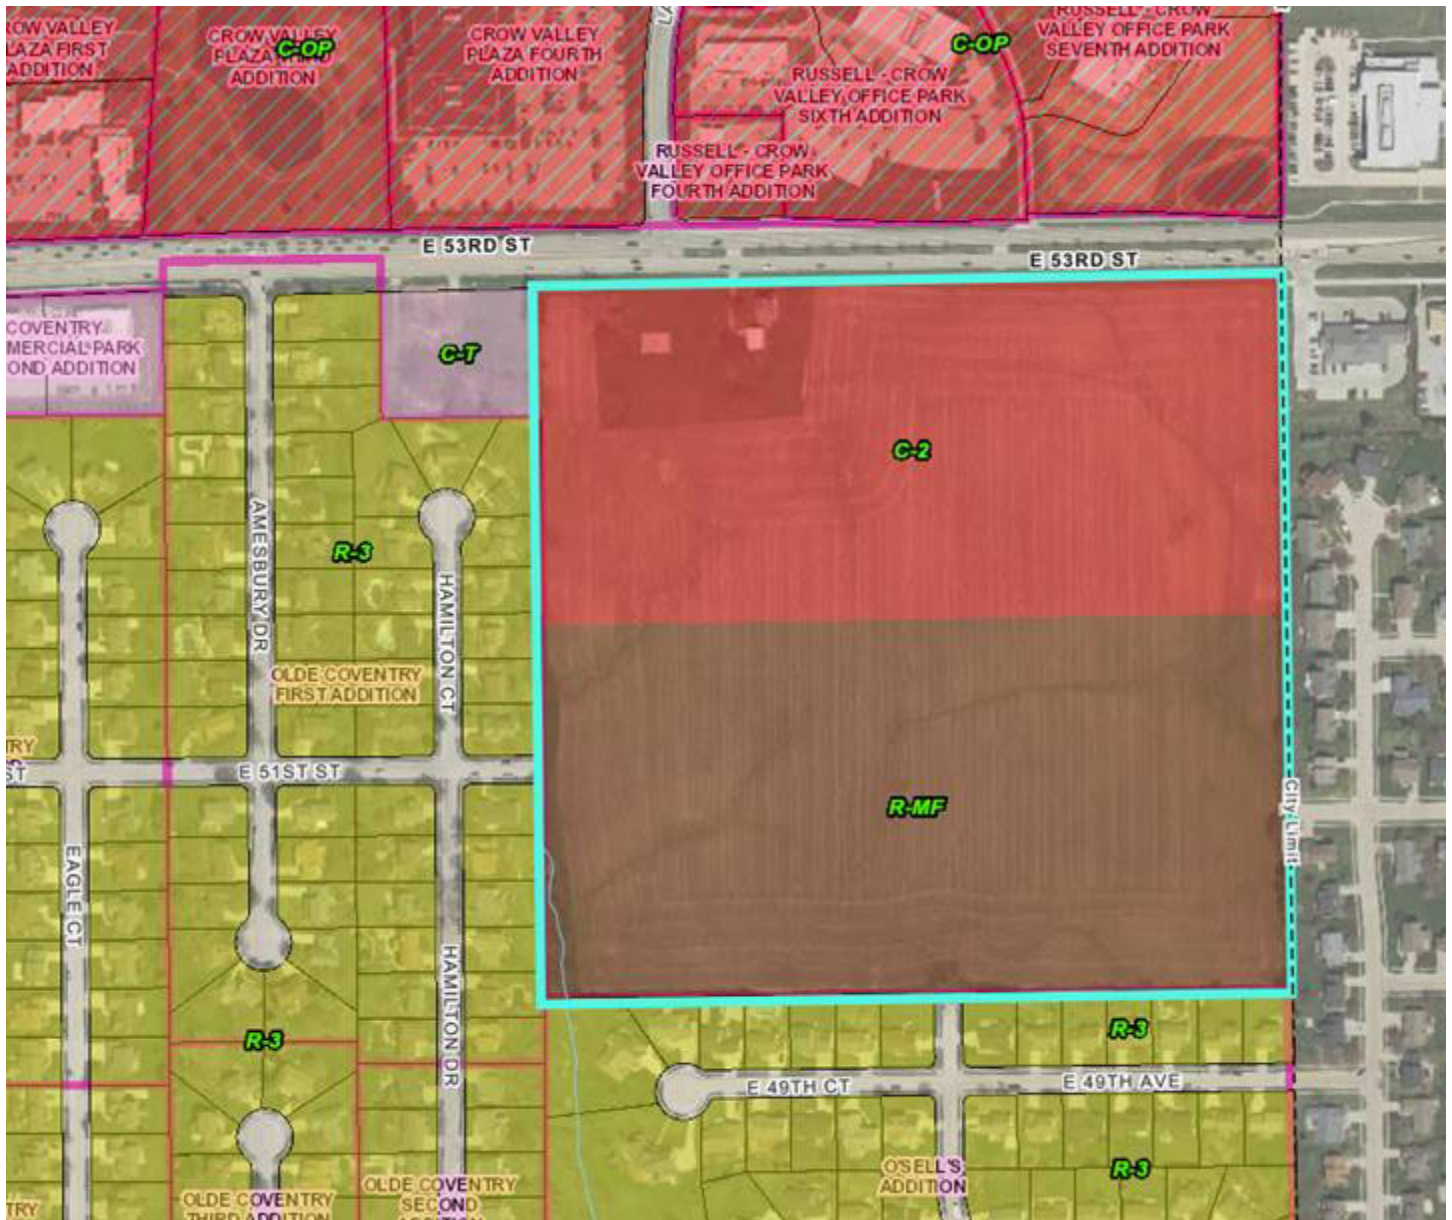 ROW VALLEY
LAZA FIRST
ADDITION
CROW VALLEY
ADDITION
C-OP
CROW VALLEY
PLAZA FOURTH
ADDITION
C-OP
RUSSELL - CROW
VALLEY OFFICE PARK
SEVENTH ADDITION
RUSSELL - CROW
VALLEY OFFICE PARK
SIXTH ADDITION
RUSSELL - CROW
VALLEY OFFICE PARK
FOURTH ADDITION
E 53RD ST
E 53RD ST
COVENTRY
MERCIAL PARK
OND ADDITION
C-T
C-2
AMESBURY DR
R-3
HAMILTON CT
OLDE COVENTRY
FIRST ADDITION
TRY
ST
E 51ST ST
R-MF
City Limit
EAGLE CT
HAMILTON DR
R-3
R-3
E 49TH CT
E 49TH AVE
R-3
O'SELL'S
ADDITION
OLDE COVENTRY
SECOND
OLDE COVENTRY
THIRD ADDITION
TRY